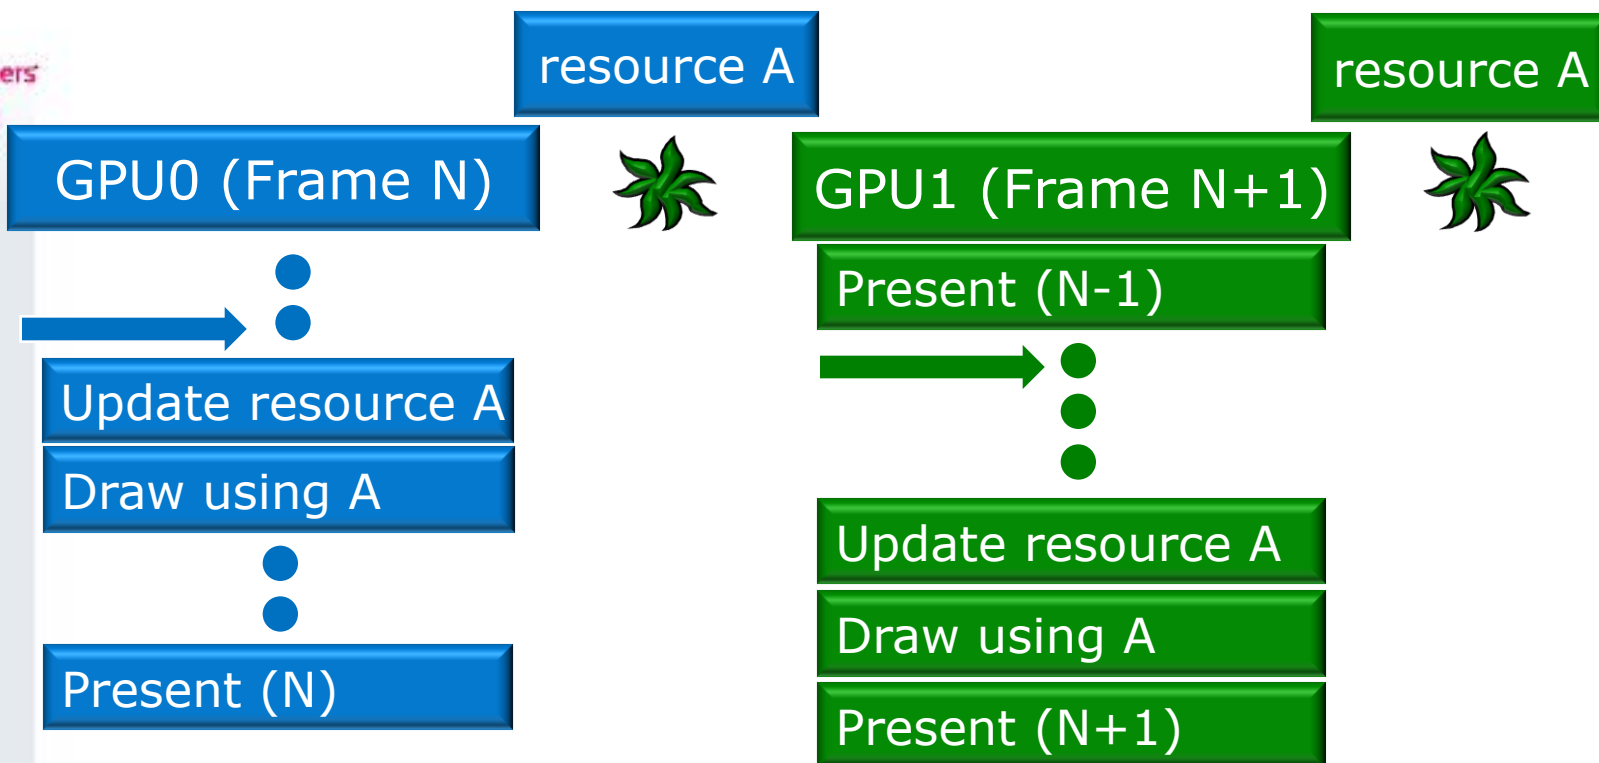 resource A
resource A
ers
GPU0 (Frame N)
GPU1 (Frame N+1)
Present (N-1)
Update resource A
Draw using A
Present (N)
Update resource A
Draw using A
Present (N+1)